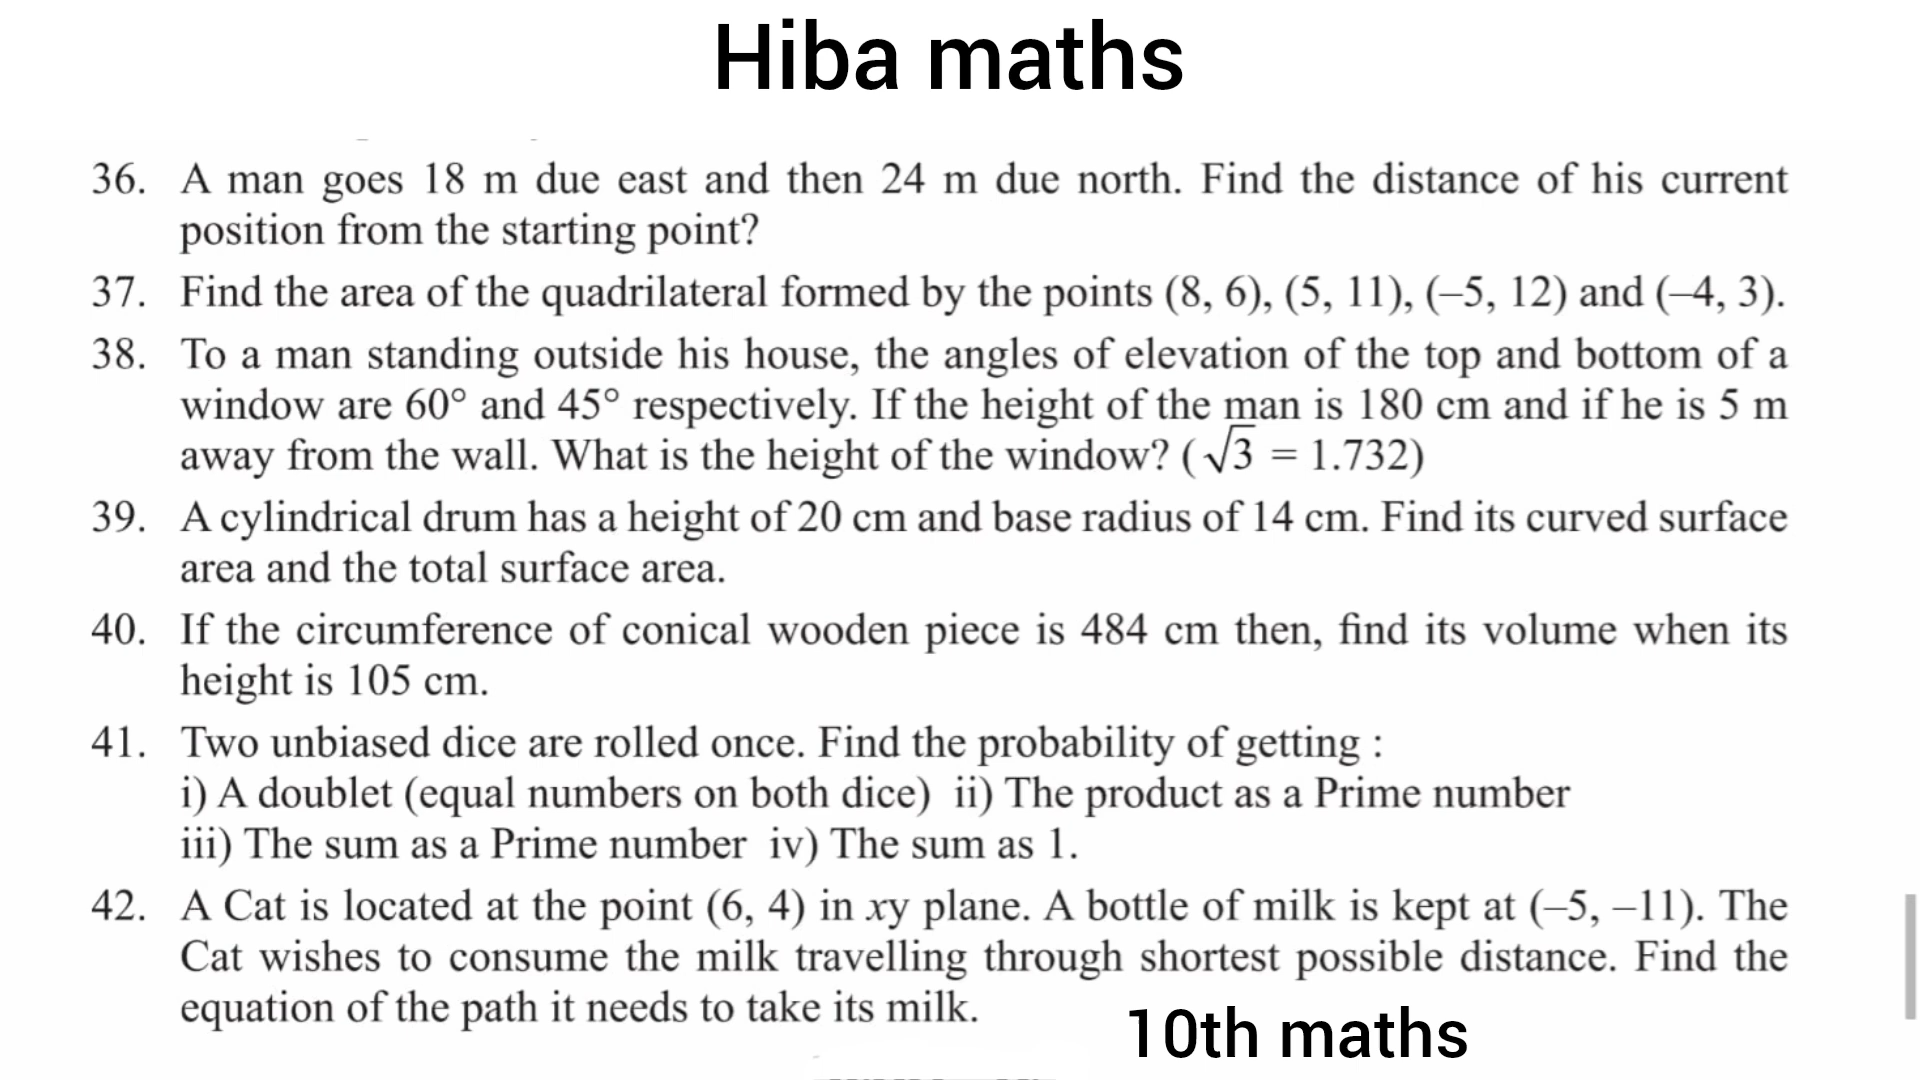 Hiba maths
36. A man goes 18 m due east and then 24 m due north. Find the distance of his current
position from the starting point?
37. Find the area of the quadrilateral formed by the points (8, 6), (5, 11), (–5, 12) and (–4, 3).
38. To a man standing outside his house, the angles of elevation of the top and bottom of a
window are 60° and 45° respectively. If the height of the man is 180 cm and if he is 5 m
away from the wall. What is the height of the window? (√3 = 1.732)
39. A cylindrical drum has a height of 20 cm and base radius of 14 cm. Find its curved surface
area and the total surface area.
40. If the circumference of conical wooden piece is 484 cm then, find its volume when its
height is 105 cm.
41. Two unbiased dice are rolled once. Find the probability of getting :
i) A doublet (equal numbers on both dice) ii) The product as a Prime number
iii) The sum as a Prime number iv) The sum as 1.
42. A Cat is located at the point (6, 4) in xy plane. A bottle of milk is kept at (–5, –11). The
Cat wishes to consume the milk travelling through shortest possible distance. Find the
equation of the path it needs to take its milk.
10th maths